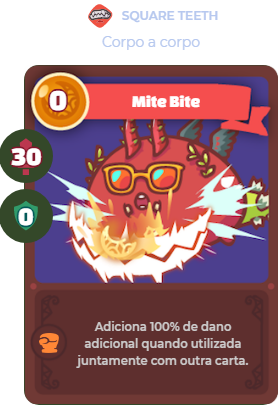 SQUARE TEETH
Corpo a corpo
0
Mite Bite
30
0
Adiciona 100% de dano
adicional quando utilizada
juntamente com outra carta.